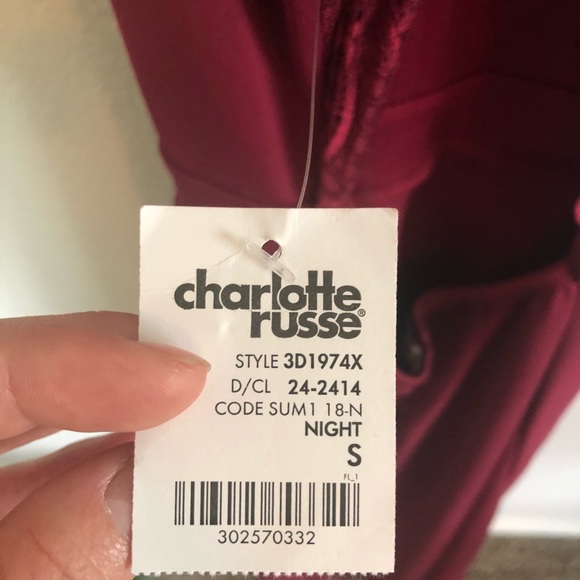 charlotte
russe®
STYLE 3D1974X
D/CL 24-2414
CODE SUM1 18-N
NIGHT
S
FL_1
302570332